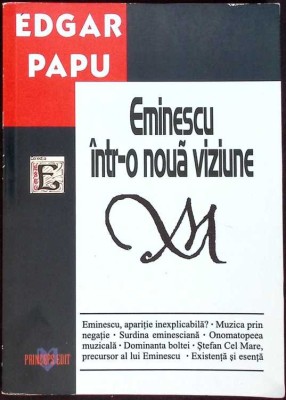 EDGAR
PAPU
Eminescu
într-o nouă viziune
E
M
Eminescu, apariție inexplicabilă? • Muzica prin
negație • Surdina eminesciană • Onomatopeea
muzicală • Dominanta boltei • Ștefan Cel Mare,
precursor al lui Eminescu • Existență și esență
PRINCEPS EDIT